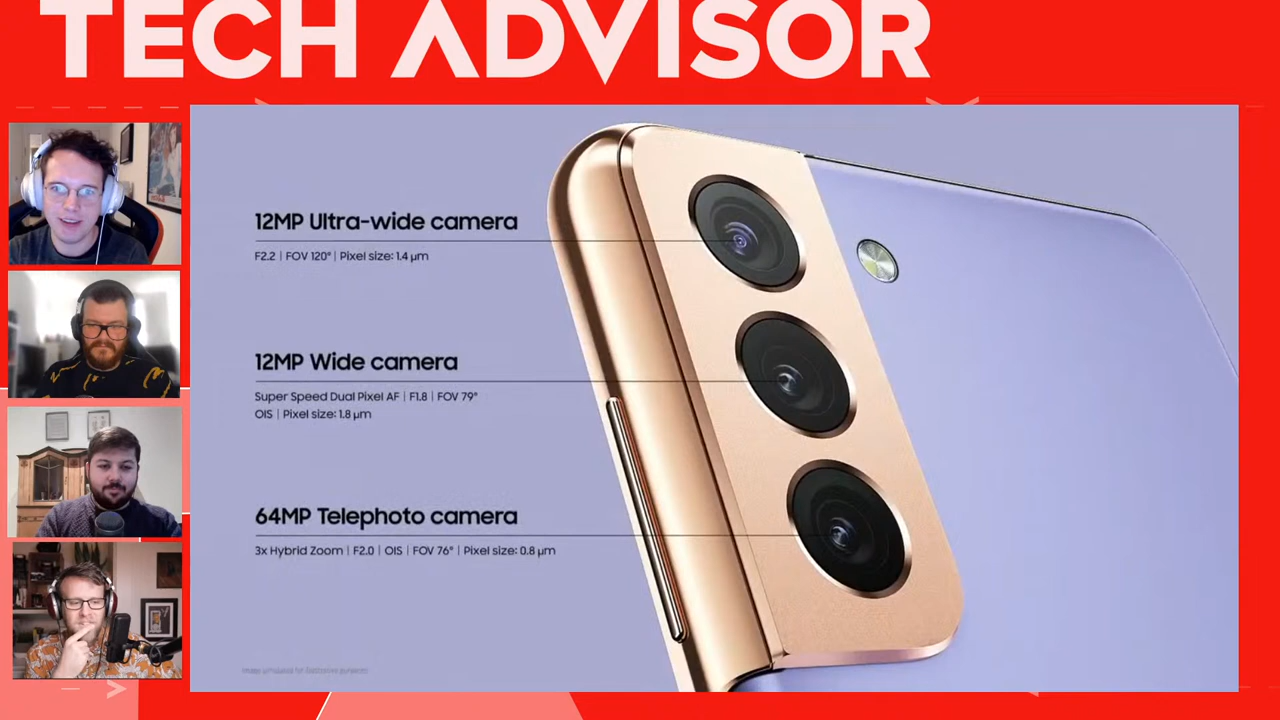 TECH ADVISOR
12MP Ultra-wide camera
F2.2 | FOV 120° | Pixel size: 1.4 μm
12MP Wide camera
Super Speed Dual Pixel AF | F1.8 | FOV 79°
OIS | Pixel size: 1.8 μm
64MP Telephoto camera
3x Hybrid Zoom | F2.0 | OIS | FOV 76° | Pixel size: 0.8 μm